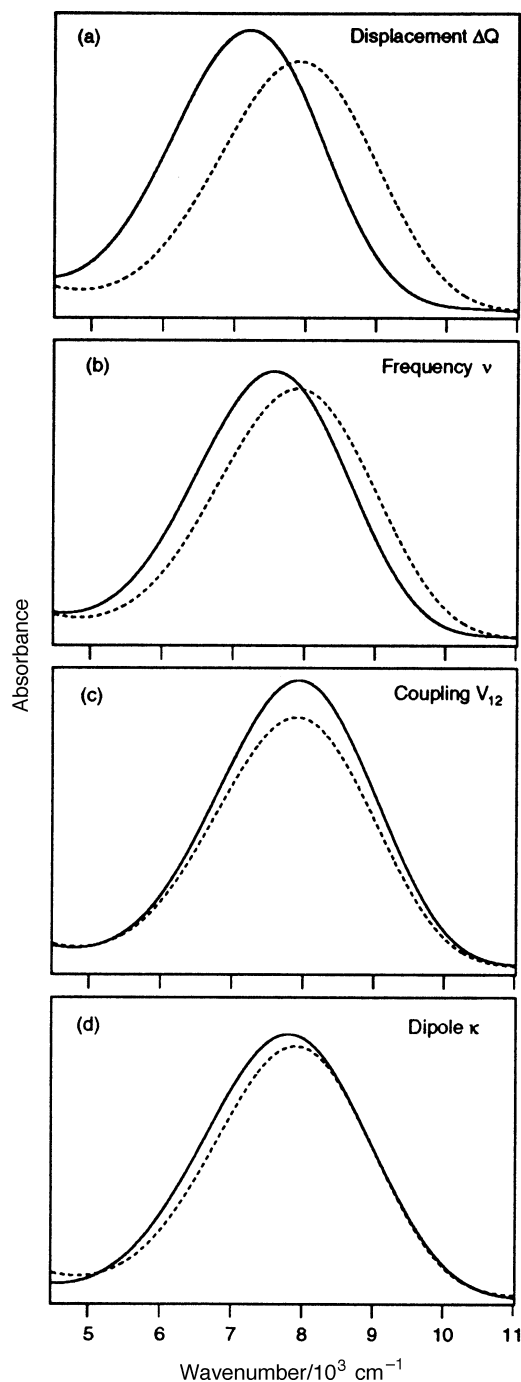 (a) Displacement ΔQ
(b) Frequency ν
(c) Coupling V₁₂
(d) Dipole κ
Absorbance
5 6 7 8 9 10 11
Wavenumber/10³ cm⁻¹